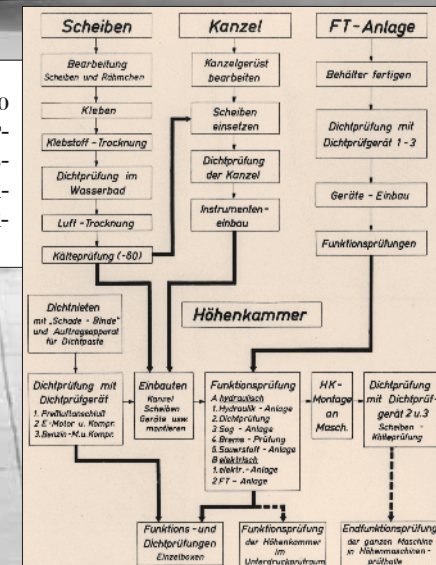 Scheiben
Bearbeitung
Scheiben und Rähmchen
Kleben
Klebstoff-Trocknung
Dichtprüfung im
Wasserbad
Luft-Trocknung
Kälteprüfung (-60)
Kanzel
Kanzelgerüst
bearbeiten
Scheiben
einsetzen
Dichtprüfung
der Kanzel
Instrumenten-
einbau
FT-Anlage
Behälter fertigen
Dichtprüfung mit
Dichtprüfgerät 1-3
Geräte - Einbau
Funktionsprüfungen
Höhenkammer
Dichtnieten
mit „Schade - Binde"
und Auftragsapparat
für Dichtpaste
Dichtprüfung mit
Dichtprüfgerät
1. Preßluftanschluß
2 E-Motor u. Kompr.
3.Benzin-M.u Kompr.
Einbauten
Kanzel
Scheiben
Geräte usw.
montieren
Funktionsprüfung
A hydraulisch
1.Hydraulik - Anlage
2.Dichtprüfung
3.Sog - Anlage
4.Brems - Prüfung
5.Sauerstoff - Anlage
B elektrisch
1.elektr.-Anlage
2 FT - Anlage
HK-
Montage
an
Masch.
Dichtprüfung
mit Dichtprüf-
gerät 2 u.3
Scheiben -
Kälteprüfung
Funktions - und
Dichtprüfungen
Einzelboxen
Funktionsprüfung
der Höhenkammer
im
Unterdruckprüfraum
Endfunktionsprüfung
der ganzen Maschine
in Höhenmaschinen-
prüfhalle